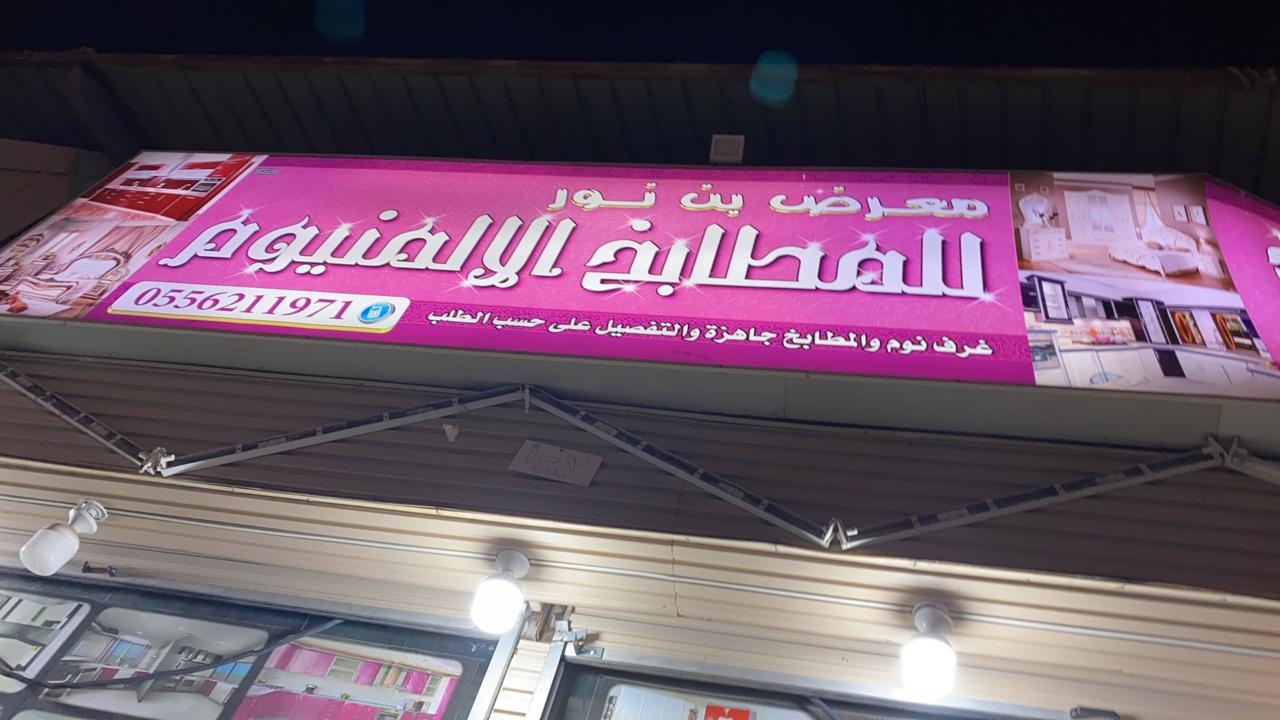 معرض بن نور
للمطابخ الالمنيوم
غرف نوم والمطابخ جاهزة والتفصيل على حسب الطلب
0556211971